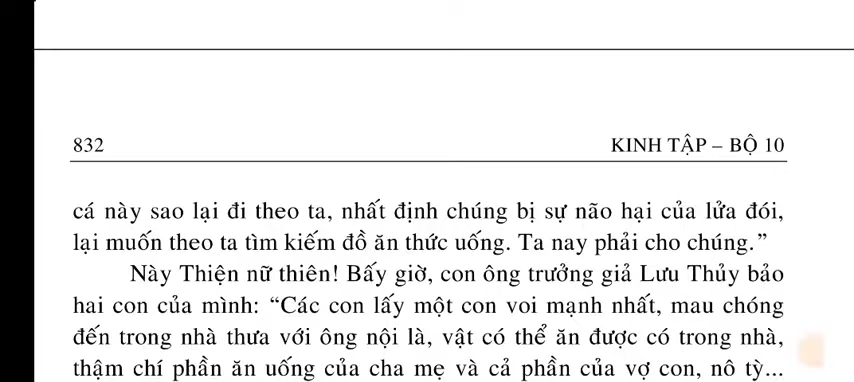 832
KINH TẬP – BỘ 10
cá này sao lại đi theo ta, nhất định chúng bị sự não hại của lửa đói,
lại muốn theo ta tìm kiếm đồ ăn thức uống. Ta nay phải cho chúng.”
Này Thiện nữ thiên! Bấy giờ, con ông trưởng giả Lưu Thủy bảo
hai con của mình: “Các con lấy một con voi mạnh nhất, mau chóng
đến trong nhà thưa với ông nội là, vật có thể ăn được có trong nhà,
thậm chí phần ăn uống của cha mẹ và cả phần của vợ con, nô tỳ...